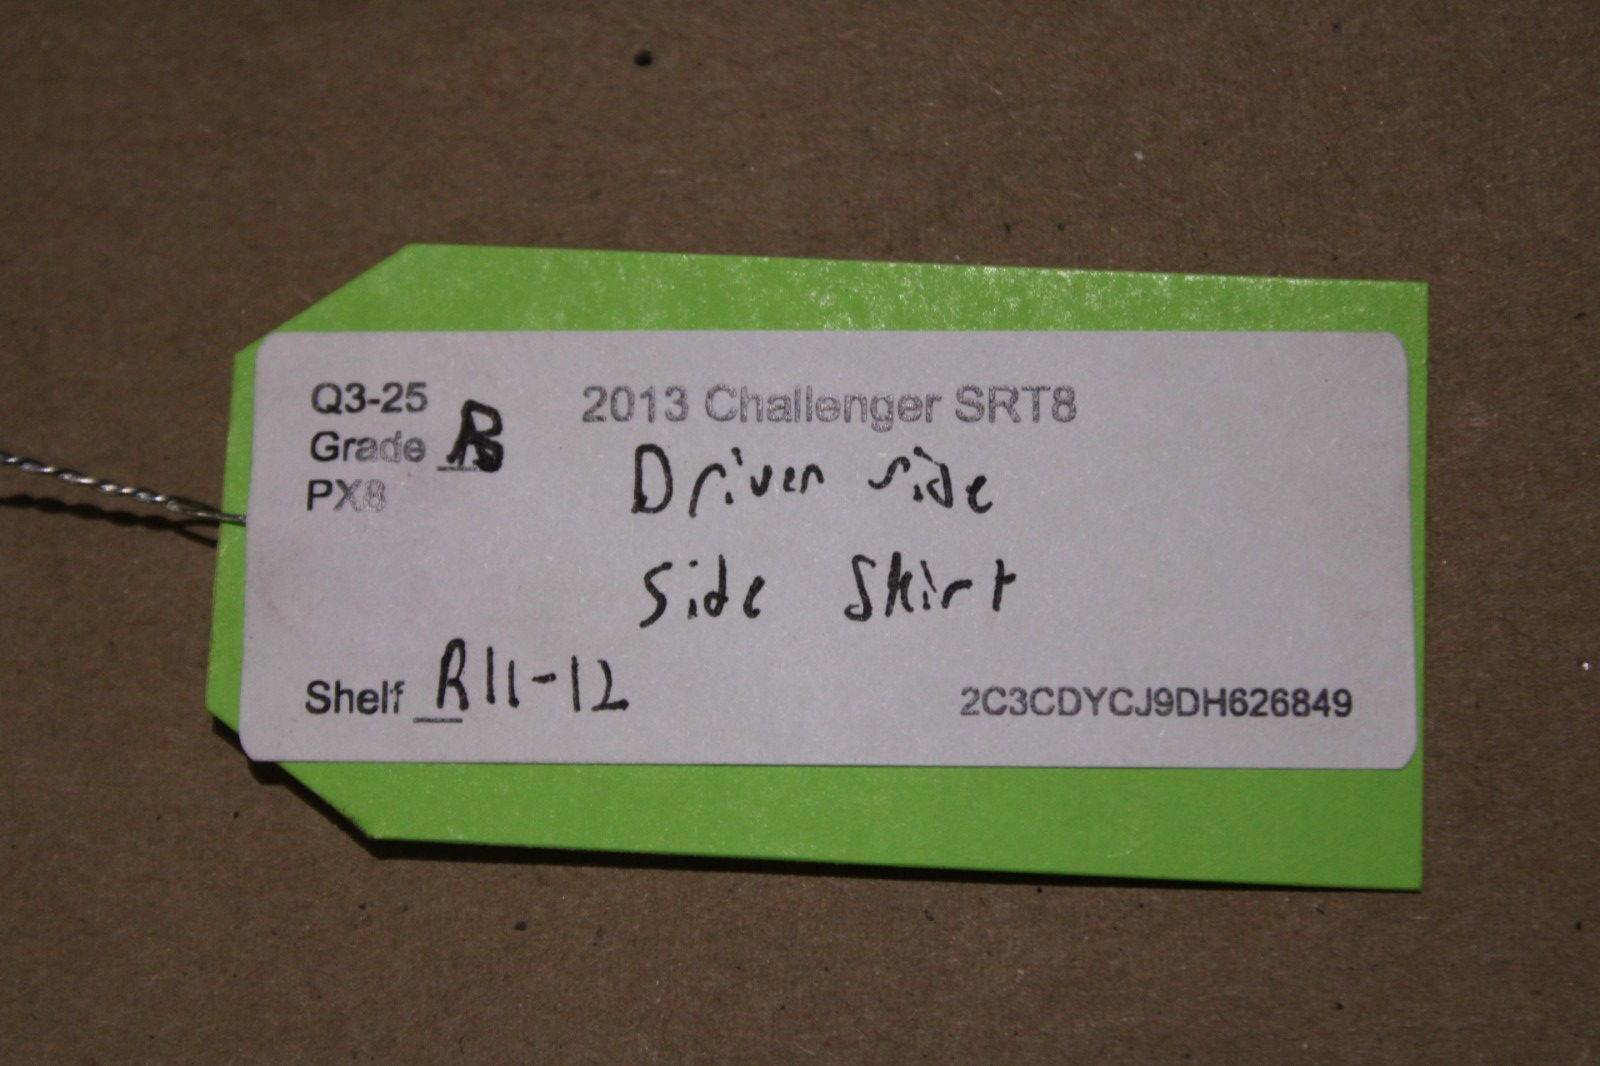 Q3-25
2013 Challenger SRT8
Grade B
Driver side
PX8
Side Skirt
Shelf R11-12
2C3CDYCJ9DH626849